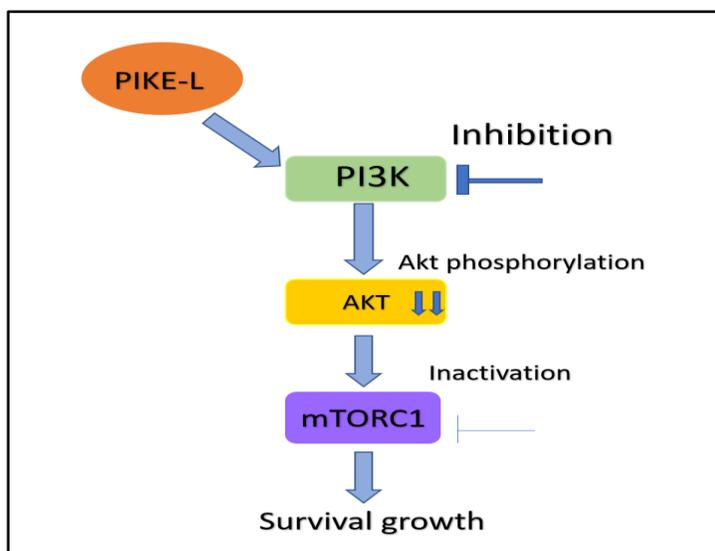 PIKE-L
Inhibition
PI3K
Akt phosphorylation
AKT
Inactivation
mTORC1
Survival growth